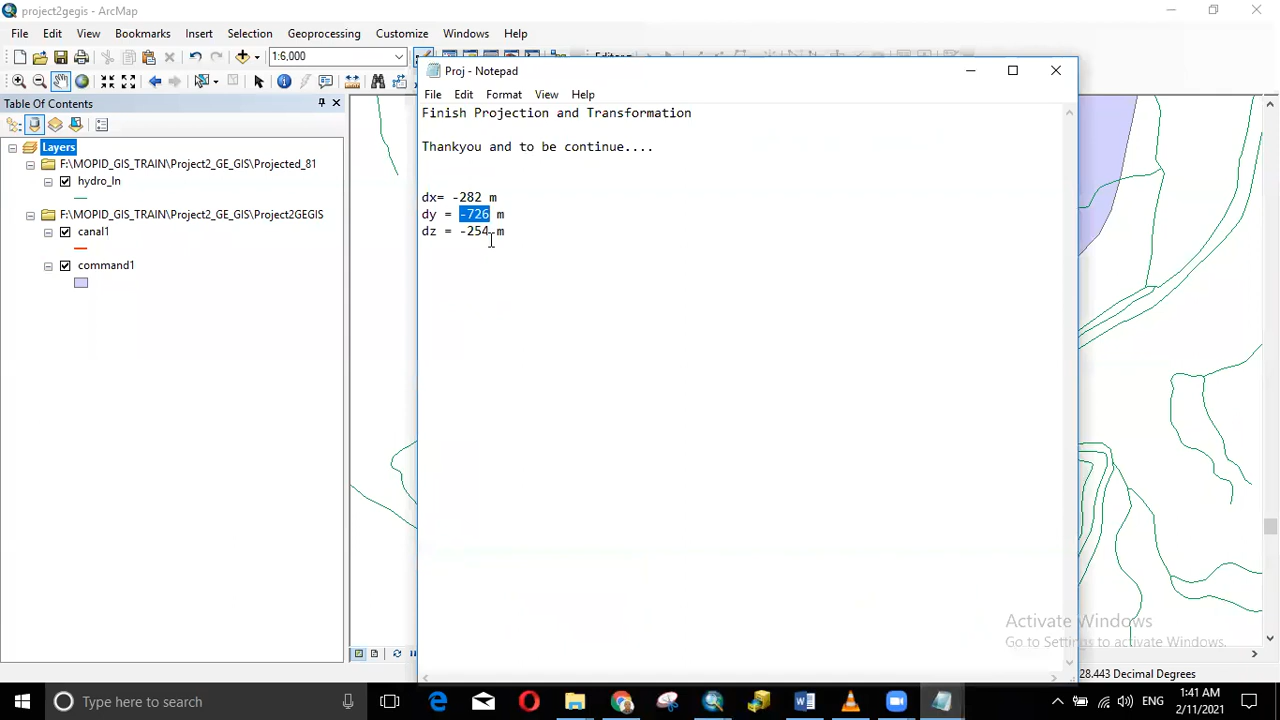 project2gegis - ArcMap
File Edit View Bookmarks Insert Selection Geoprocessing Customize Windows Help
1:6,000
Table Of Contents
Layers
F:\MOPID_GIS_TRAIN\Project2_GE_GIS\Projected_81
hydro_ln
F:\MOPID_GIS_TRAIN\Project2_GE_GIS\Project2GEGIS
canal1
command1
Proj - Notepad
File Edit Format View Help
Finish Projection and Transformation
Thankyou and to be continue....
dx= -282 m
dy = -726 m
dz = -254 m
Activate Windows
Go to Settings to activate Windows.
28.443 Decimal Degrees
Type here to search
ENG
1:41 AM
2/11/2021